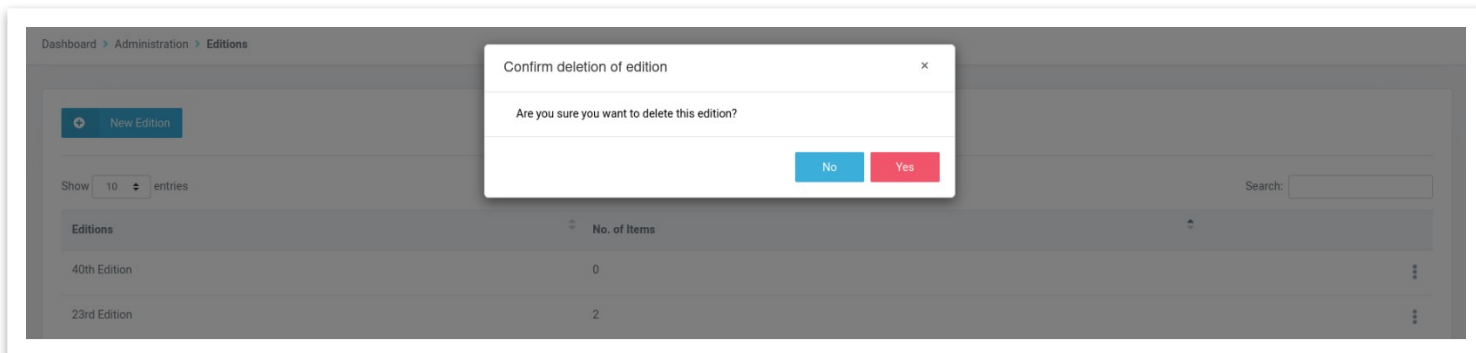 Dashboard > Administration > Editions
Confirm deletion of edition ×
Are you sure you want to delete this edition?
No Yes
New Edition
Show 10 entries Search:
Editions No. of Items
40th Edition 0
23rd Edition 2